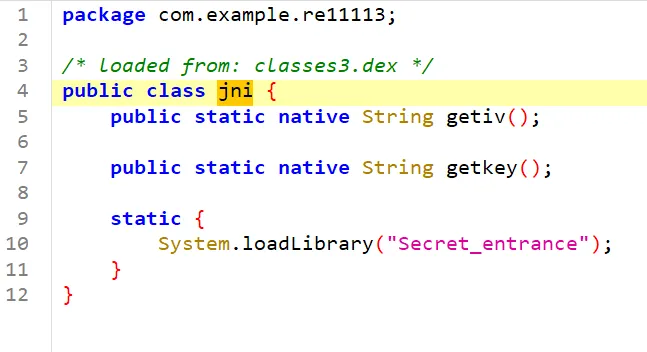 1 package com.example.re11113;
2
3 /* loaded from: classes3.dex */
4 public class jni {
5     public static native String getiv();
6
7     public static native String getkey();
8
9     static {
10         System.loadLibrary("Secret_entrance");
11     }
12 }